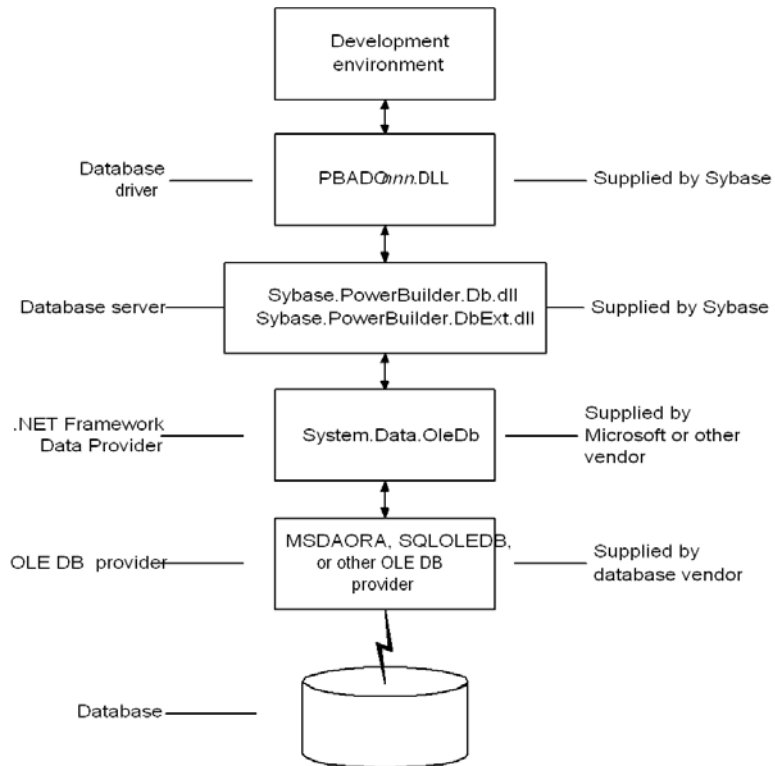 Development
environment
Database
driver
PBADOnnn.DLL
Supplied by Sybase
Database server
Sybase.PowerBuilder.Db.dll
Sybase.PowerBuilder.DbExt.dll
Supplied by Sybase
.NET Framework
Data Provider
System.Data.OleDb
Supplied by
Microsoft or other
vendor
OLE DB provider
MSDAORA, SQLOLEDB,
or other OLE DB
provider
Supplied by
database vendor
Database